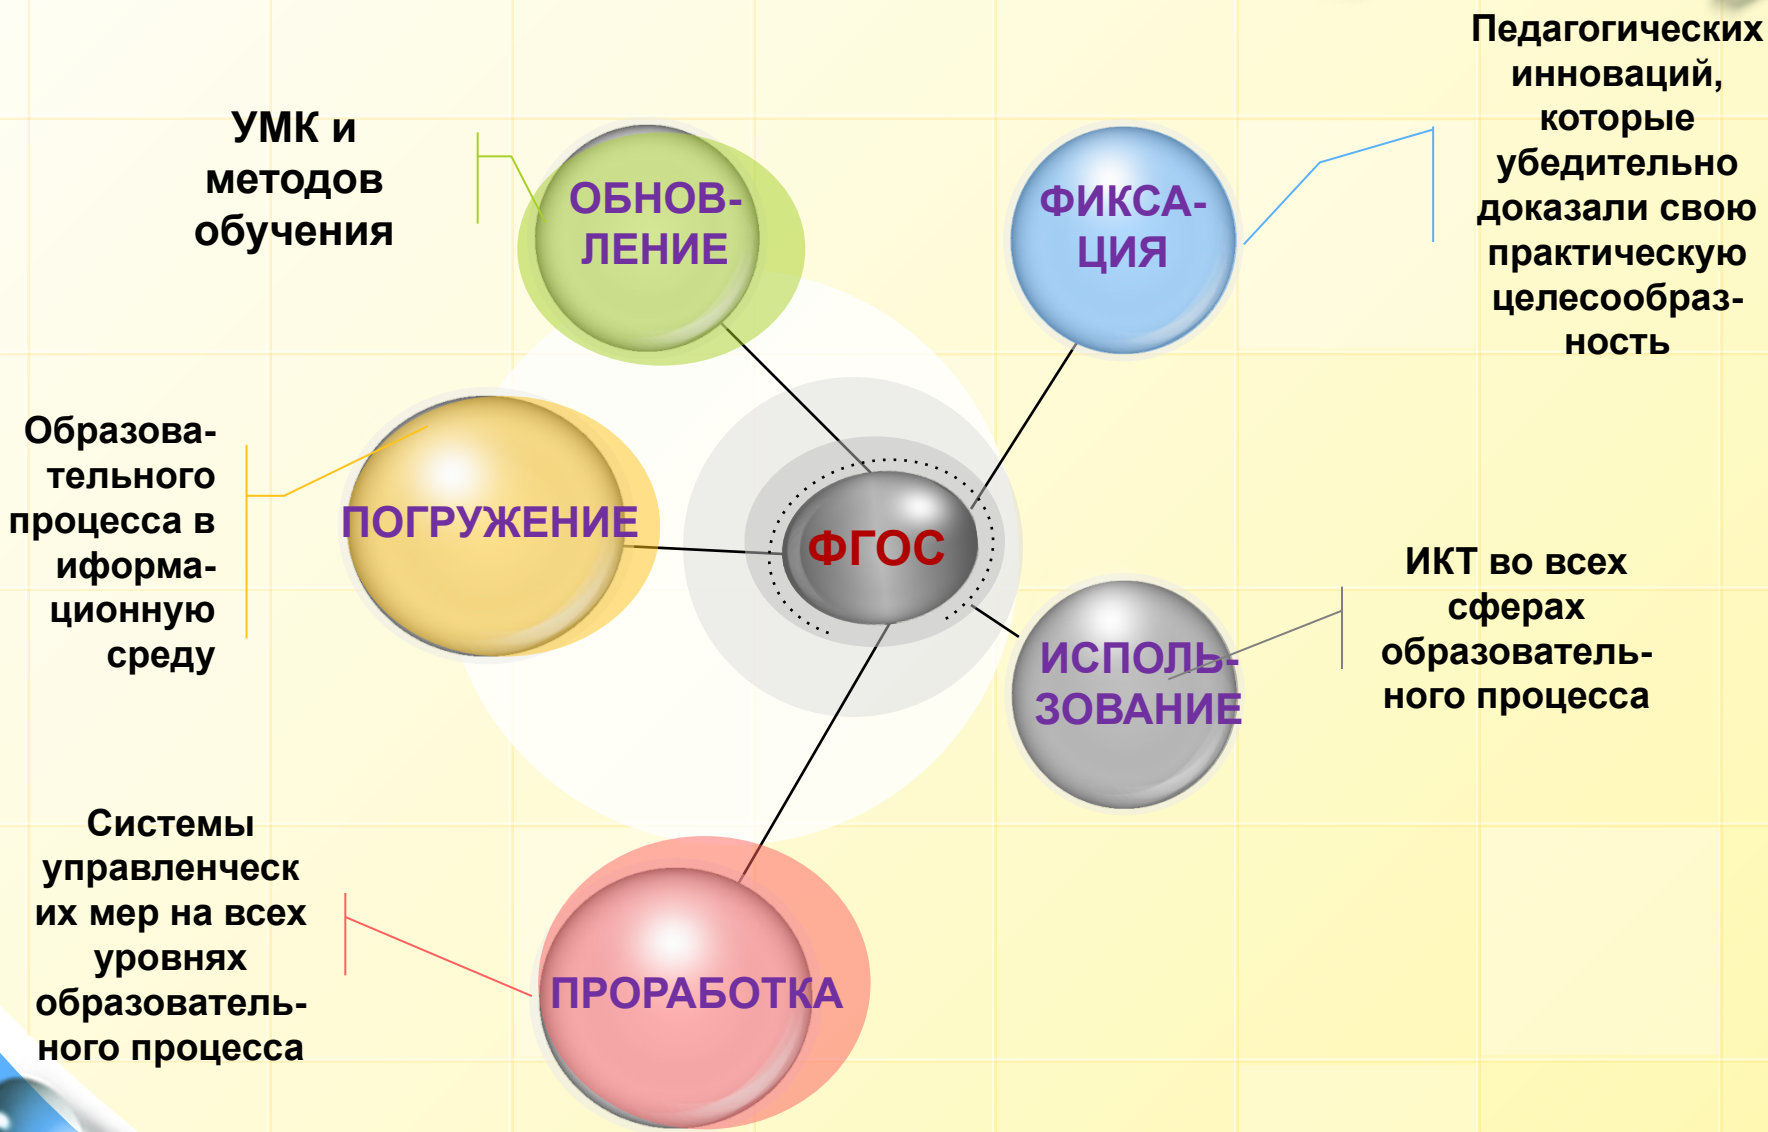 УМК и
методов
обучения
ОБНОВ-
ЛЕНИЕ
ФИКСА-
ЦИЯ
Педагогических
инноваций,
которые
убедительно
доказали свою
практическую
целесообраз-
ность
Образова-
тельного
процесса в
иформа-
ционную
среду
ПОГРУЖЕНИЕ
ФГОС
ИСПОЛЬ-
ЗОВАНИЕ
ИКТ во всех
сферах
образователь-
ного процесса
Системы
управленческ
их мер на всех
уровнях
образователь-
ного процесса
ПРОРАБОТКА